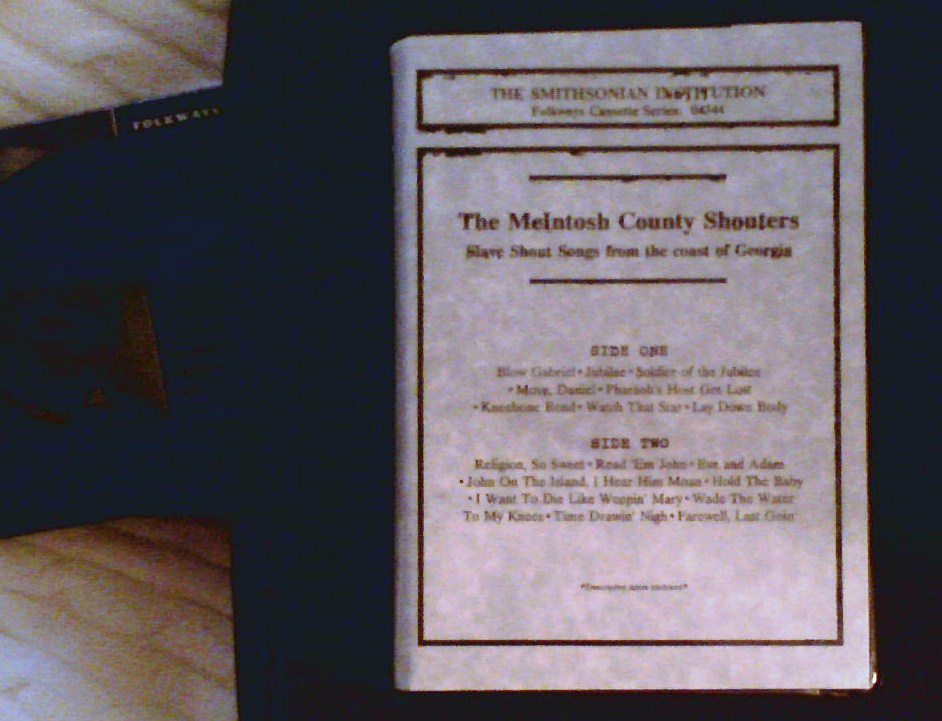 FOLKWAYS
THE SMITHSONIAN INSTITUTION
Folkways Cassette Series 04344
The McIntosh County Shouters
Slave Shout Songs from the coast of Georgia
SIDE ONE
Blow Gabriel • Jubilee • Soldier of the Jubilee
• Move, Daniel • Pharaoh's Host Got Lost
• Kneebone Bend • Watch That Star • Lay Down Body
SIDE TWO
Religion, So Sweet • Read 'Em John • Eve and Adam
• John On The Island, I Hear Him Moan • Hold The Baby
• I Want To Die Like Weepin' Mary • Wade The Water
To My Knees • Time Drawin' Nigh • Farewell, Last Goin'
*Descriptive notes enclosed*